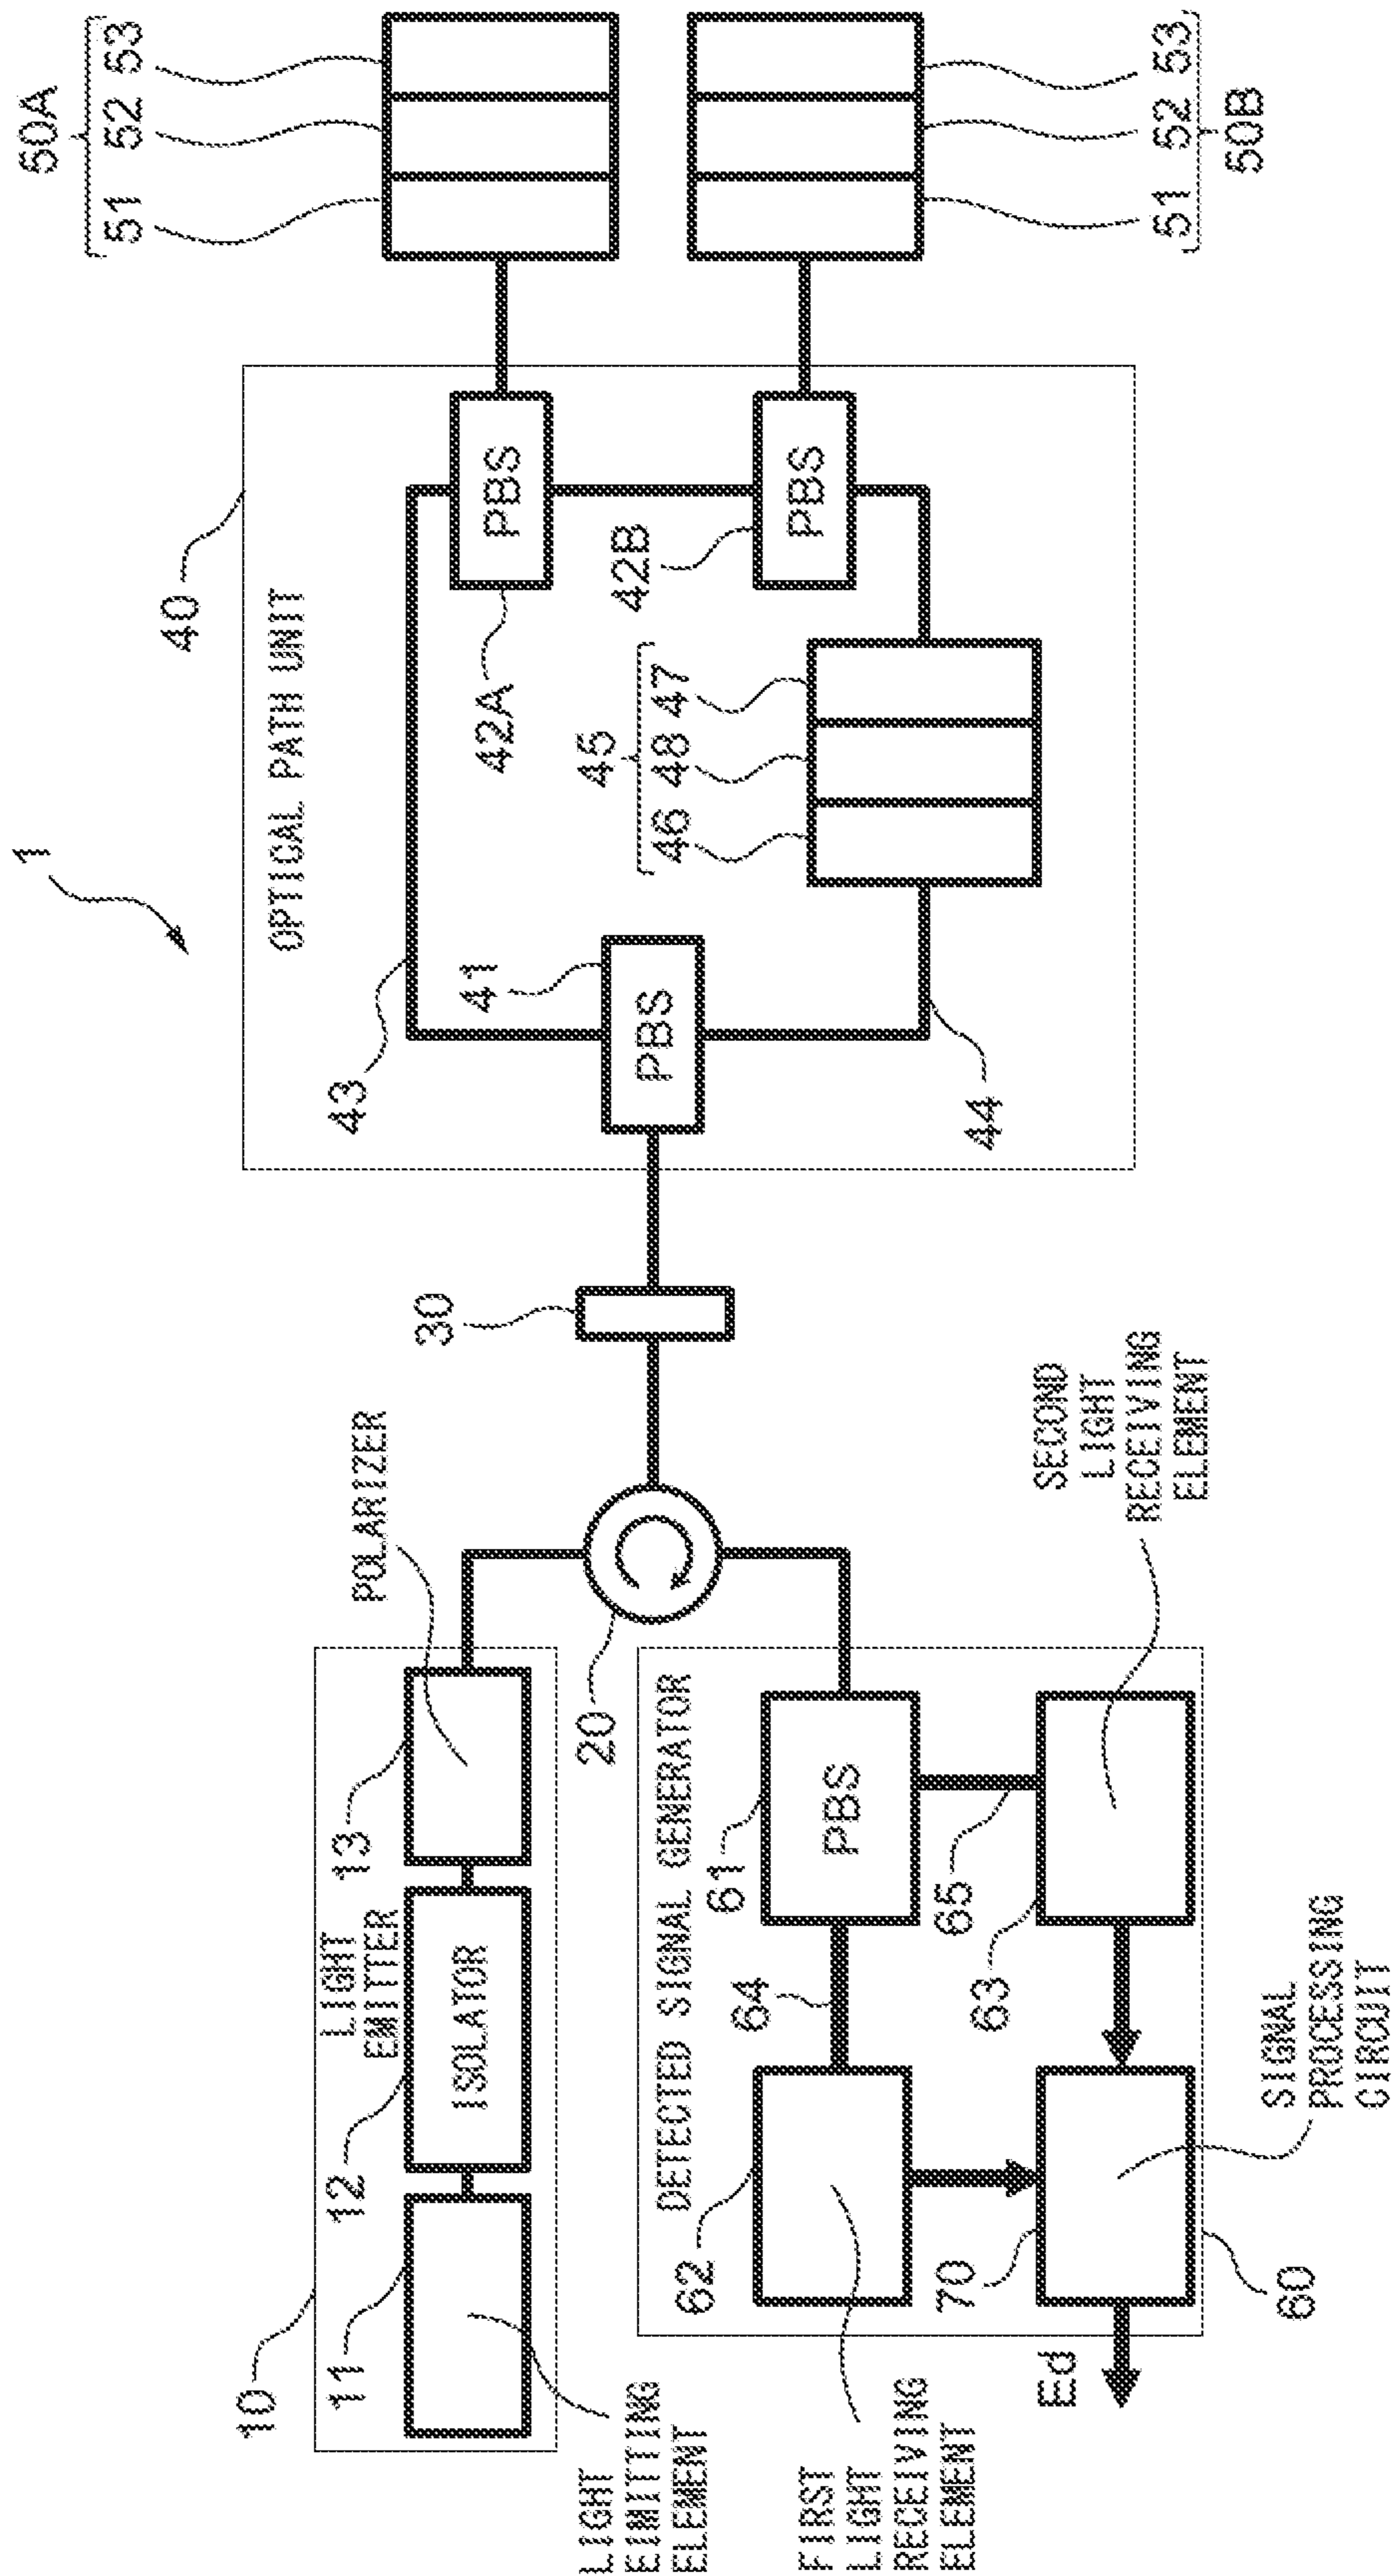 1
10
LIGHT
EMITTER
11
12
13
ISOLATOR
POLARIZER
LIGHT
EIMITTING
ELEMENT
20
30
40
OPTICAL PATH UNIT
43
41
PBS
44
42A
PBS
42B
PBS
45
46 48 47
50A
51 52 53
51 52 53
50B
DETECTED SIGNAL GENERATOR
61
PBS
62
64
65
63
70
60
Ed
FIRST
LIGHT
RECEIVING
ELEMENT
SECOND
LIGHT
RECEIVING
ELEMENT
SIGNAL
PROCESSING
CIRCUIT